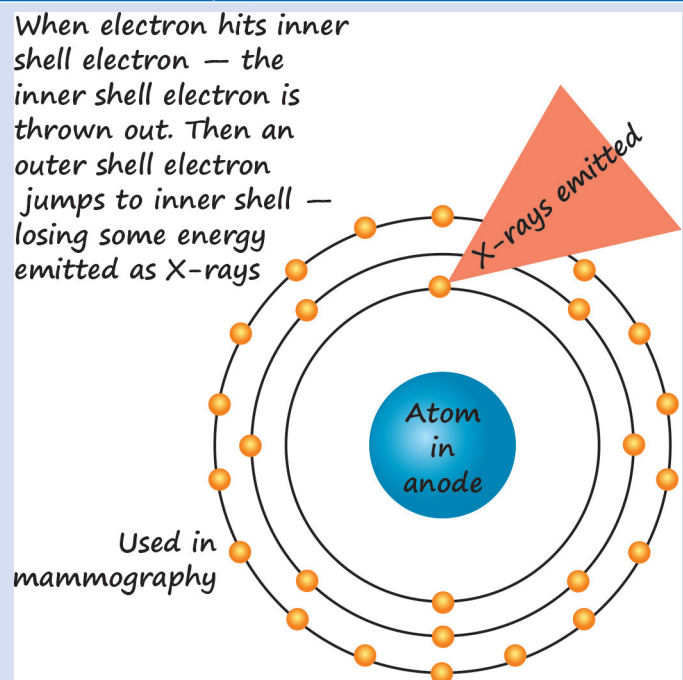 When electron hits inner
shell electron — the
inner shell electron is
thrown out. Then an
outer shell electron
jumps to inner shell —
losing some energy
emitted as X-rays
X-rays emitted
Atom
in
anode
Used in
mammography